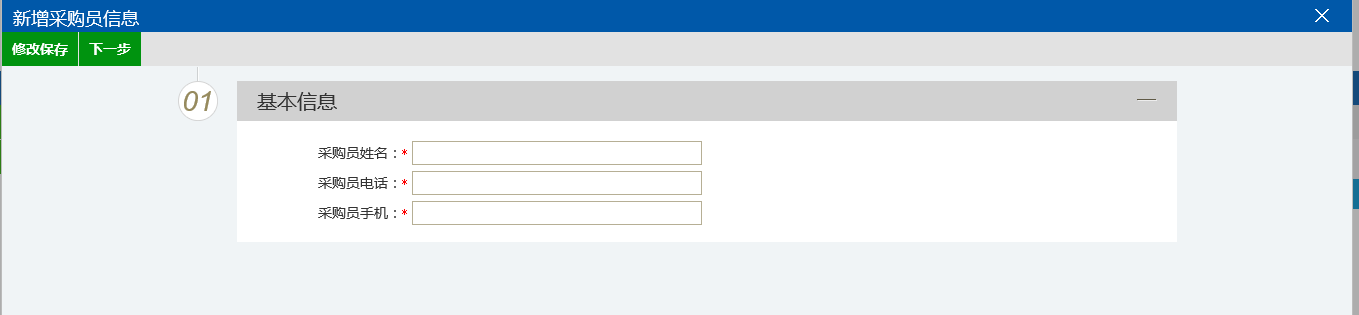 新增采购员信息
修改保存 下一步
01 基本信息
采购员姓名：*
采购员电话：*
采购员手机：*